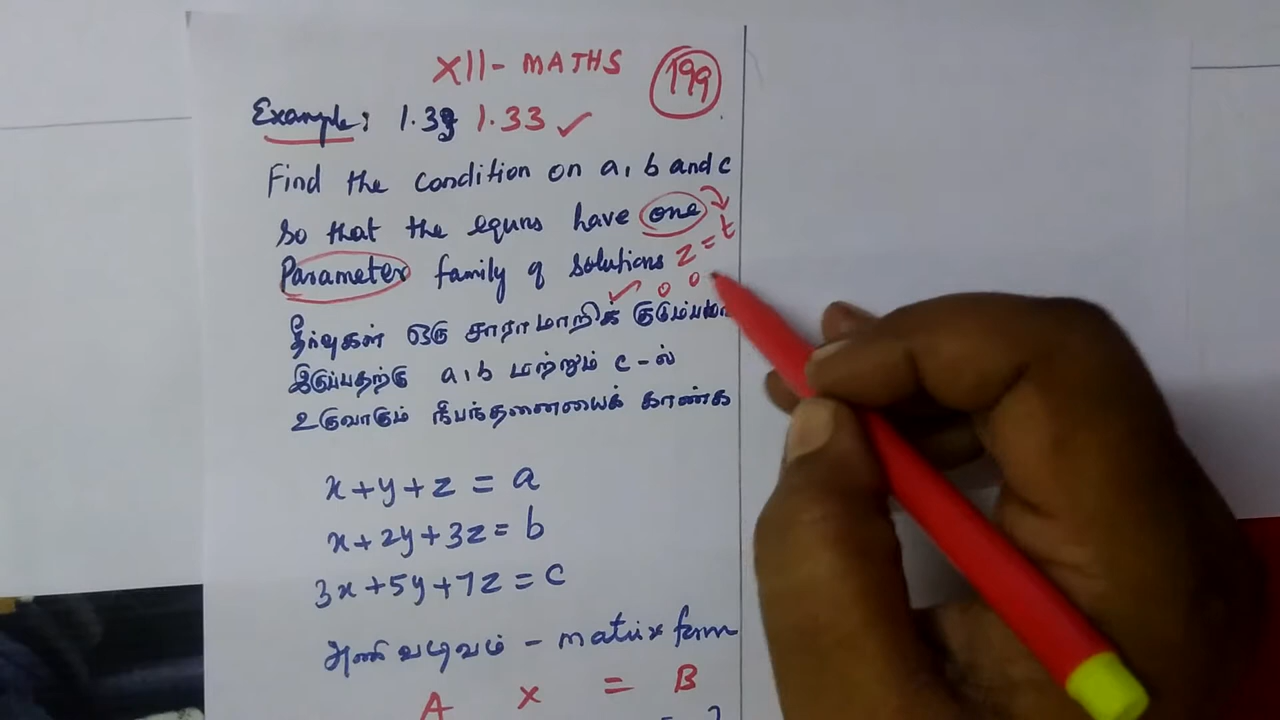 XII - MATHS 199
Example: 1.33 1.33 ✓
Find the condition on a, b and c
so that the equns have one
Parameter family of solutions z = t
தீர்வுகள் ஒரு சாராமாறிக்
இருப்பதற்கு a, b மற்றும் c - ல்
உருவாகும் நிபந்தனையைக் காண்க
x + y + z = a
x + 2y + 3z = b
3x + 5y + 7z = c
அணி வடிவம் - matrix form
A x = B